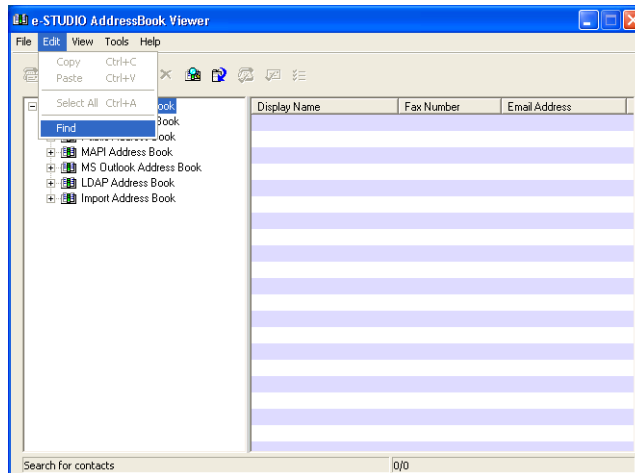 e-STUDIO AddressBook Viewer
File Edit View Tools Help
Copy Ctrl+C
Paste Ctrl+V
Select All Ctrl+A
Find
Display Name Fax Number Email Address
ook
Book
Address Book
MAPI Address Book
MS Outlook Address Book
LDAP Address Book
Import Address Book
Search for contacts 0/0